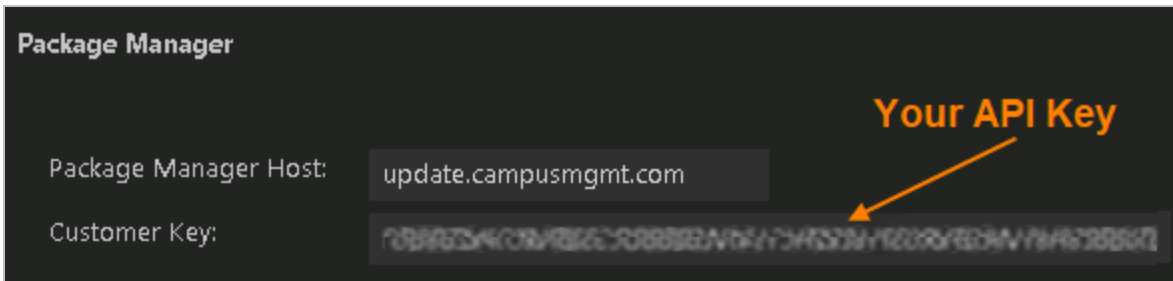 Package Manager
Your API Key
Package Manager Host: update.campusmgmt.com
Customer Key: